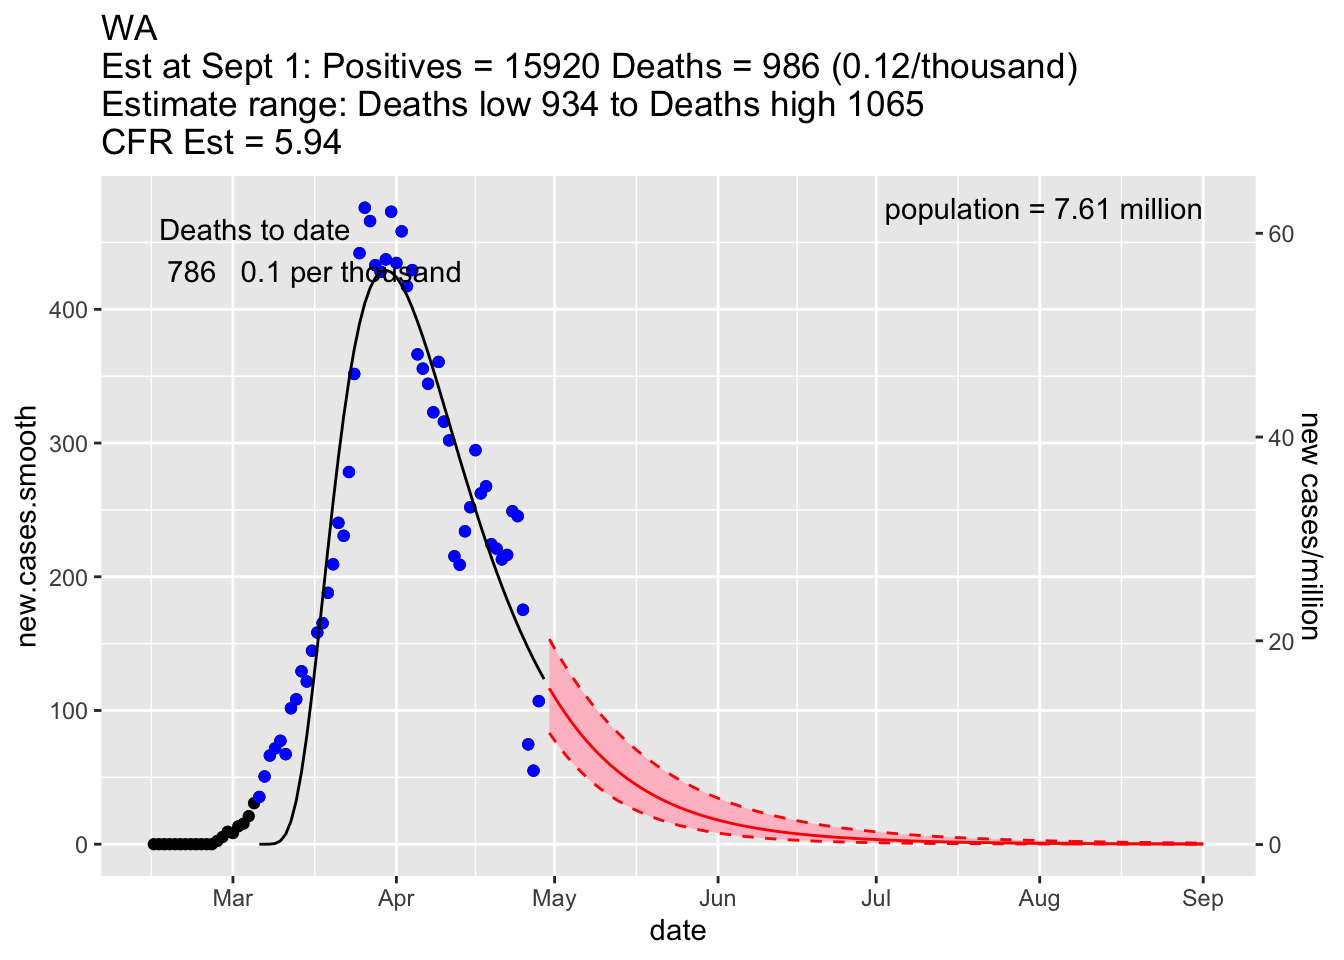 WA
Est at Sept 1: Positives = 15920 Deaths = 986 (0.12/thousand)
Estimate range: Deaths low 934 to Deaths high 1065
CFR Est = 5.94
Deaths to date
786 0.1 per thousand
population = 7.61 million
400
300
200
100
0
new.cases.smooth
60
40
20
0
new cases/million
Mar Apr May Jun Jul Aug Sep
date